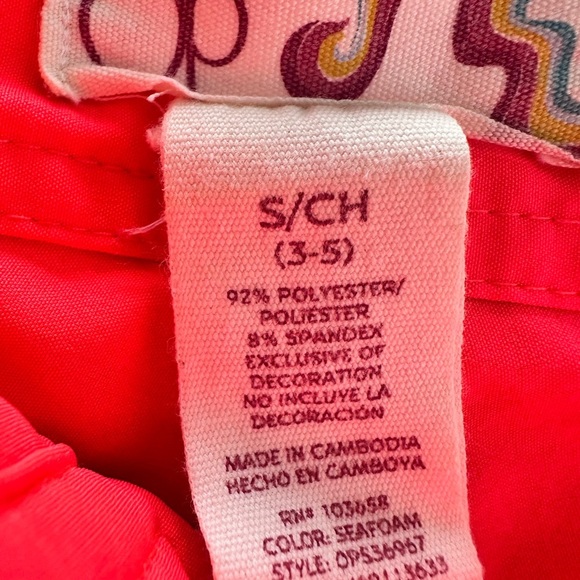 op
S/CH
(3-5)
92% POLYESTER/
POLIESTER
8% SPANDEX
EXCLUSIVE OF
DECORATION
NO INCLUYE LA
DECORACIÓN
MADE IN CAMBODIA
HECHO EN CAMBOYA
RN# 103658
COLOR: SEAFOAM
STYLE: OPS36967